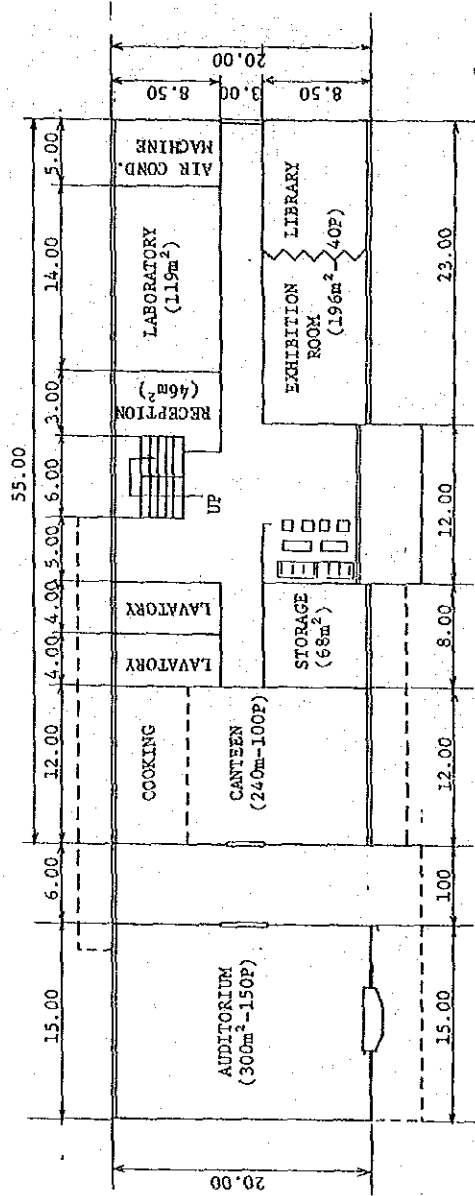 55.00
15.00 6.00 12.00 4.00 4.00 5.00 6.00 3.00 14.00 5.00
20.00
AUDITORIUM
(300m²-150P)
COOKING
CANTEEN
(240m-100P)
LAVATORY
LAVATORY
STORAGE
(68m²)
UP
RECEPTION
(46m²)
LABORATORY
(119m²)
AIR COND.
MACHINE
EXHIBITION
ROOM
LIBRARY
(196m²-40P)
8.50
3.00
8.50
20.00
15.00 100 12.00 8.00 12.00 23.00